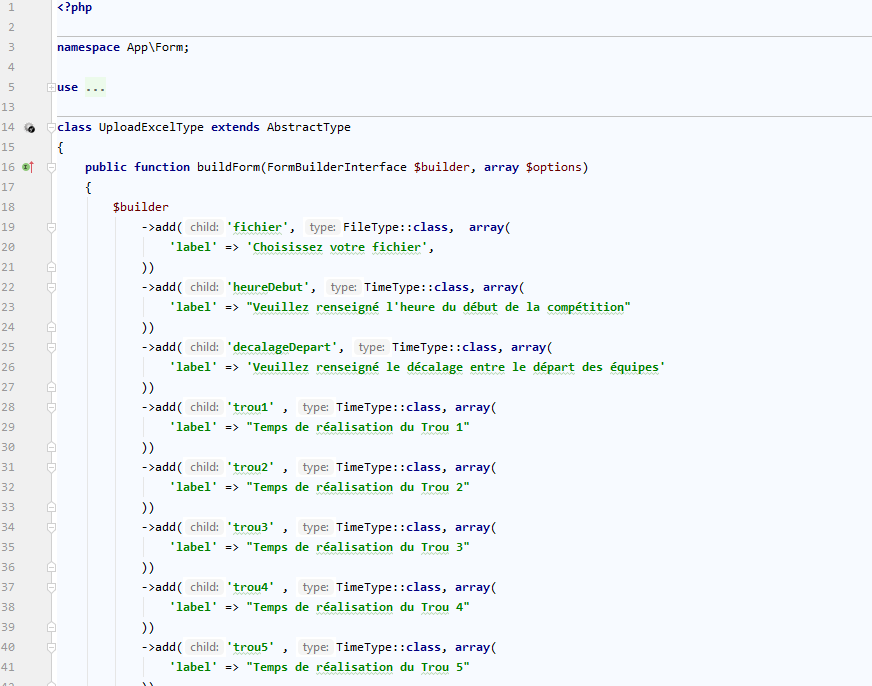 1 <?php
2
3 namespace App\Form;
4
5 use ...
13
14 class UploadExcelType extends AbstractType
15 {
16 public function buildForm(FormBuilderInterface $builder, array $options)
17 {
18 $builder
19 ->add( child: 'fichier', type: FileType::class, array(
20 'label' => 'Choisissez votre fichier',
21 ))
22 ->add( child: 'heureDebut', type: TimeType::class, array(
23 'label' => "Veuillez renseigné l'heure du début de la compétition"
24 ))
25 ->add( child: 'decalageDepart', type: TimeType::class, array(
26 'label' => 'Veuillez renseigné le décalage entre le départ des équipes'
27 ))
28 ->add( child: 'trou1' , type: TimeType::class, array(
29 'label' => "Temps de réalisation du Trou 1"
30 ))
31 ->add( child: 'trou2' , type: TimeType::class, array(
32 'label' => "Temps de réalisation du Trou 2"
33 ))
34 ->add( child: 'trou3' , type: TimeType::class, array(
35 'label' => "Temps de réalisation du Trou 3"
36 ))
37 ->add( child: 'trou4' , type: TimeType::class, array(
38 'label' => "Temps de réalisation du Trou 4"
39 ))
40 ->add( child: 'trou5' , type: TimeType::class, array(
41 'label' => "Temps de réalisation du Trou 5"